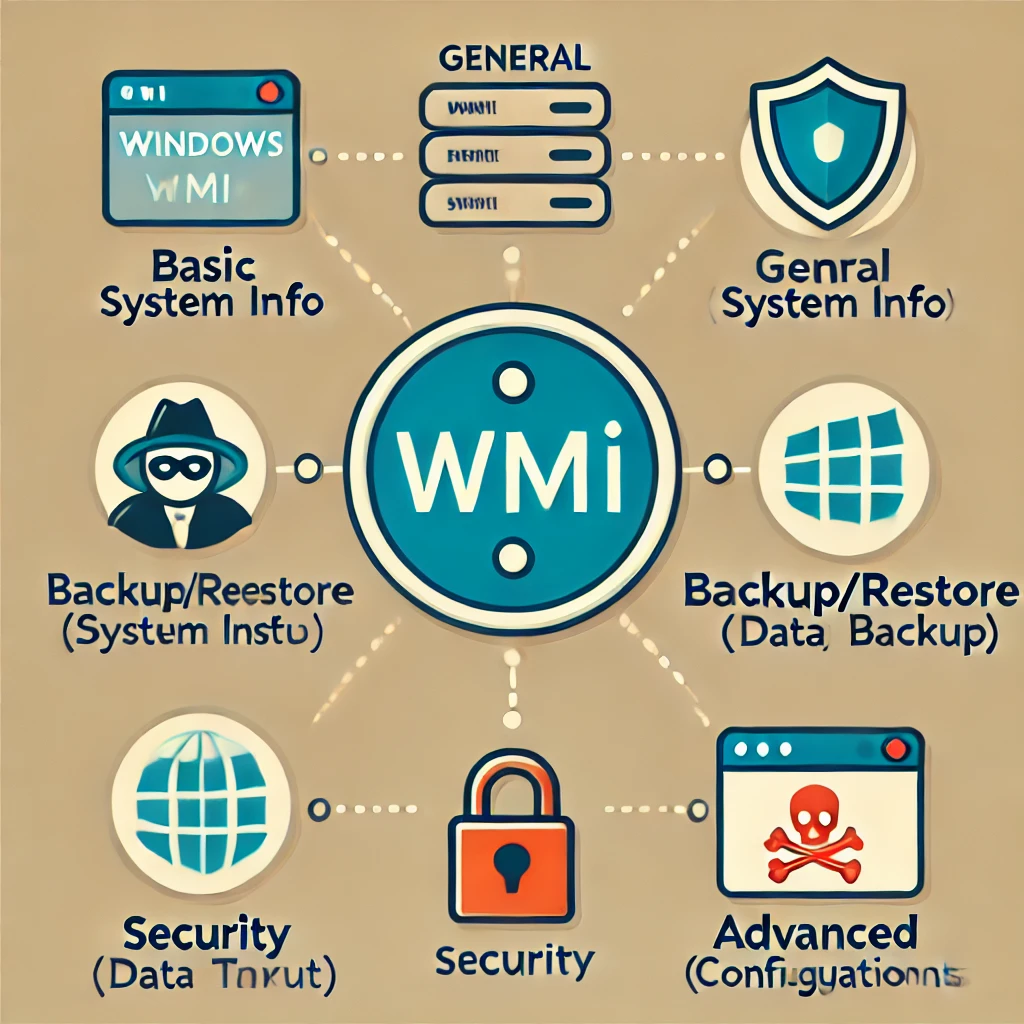 GENERAL
WINDOWS
WMI
Basic
System Info
Genral
(System Info)
WMi
Backup/Reestore
(System Instu)
Backup/Restore
(Data, Backup)
Security
(Data
Security
Advanced